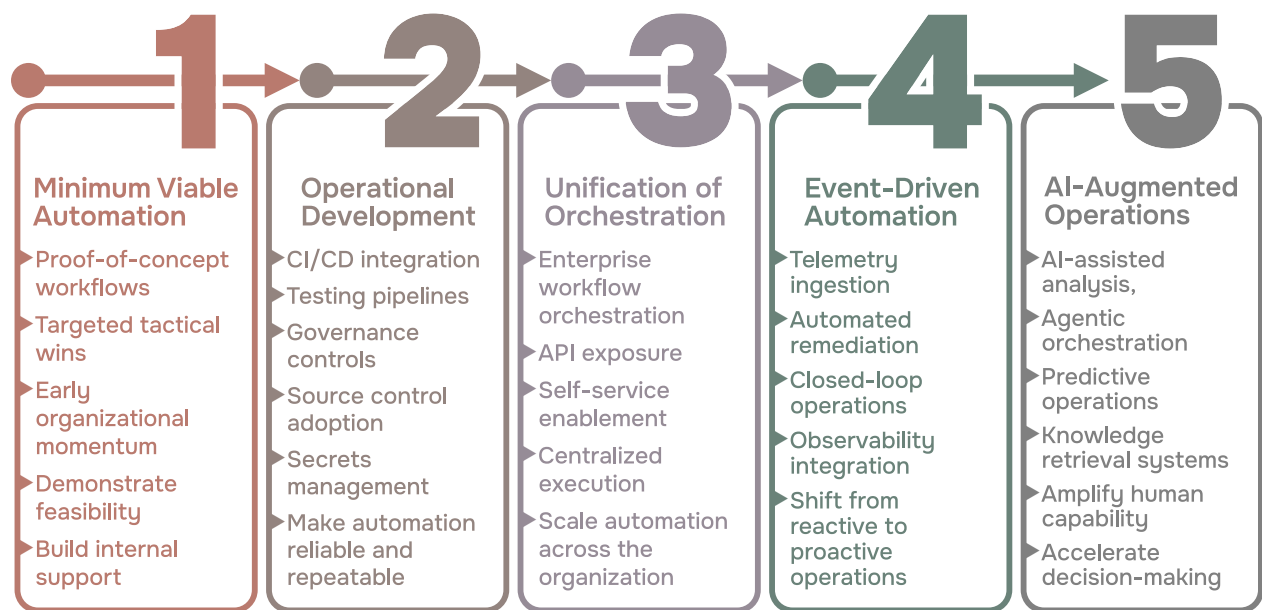 1
Minimum Viable
Automation
Proof-of-concept
workflows
Targeted tactical
wins
Early
organizational
momentum
Demonstrate
feasibility
Build internal
support
2
Operational
Development
CI/CD integration
Testing pipelines
Governance
controls
Source control
adoption
Secrets
management
Make automation
reliable and
repeatable
3
Unification of
Orchestration
Enterprise
workflow
orchestration
API exposure
Self-service
enablement
Centralized
execution
Scale automation
across the
organization
4
Event-Driven
Automation
Telemetry
ingestion
Automated
remediation
Closed-loop
operations
Observability
integration
Shift from
reactive to
proactive
operations
5
AI-Augmented
Operations
AI-assisted
analysis,
Agentic
orchestration
Predictive
operations
Knowledge
retrieval systems
Amplify human
capability
Accelerate
decision-making